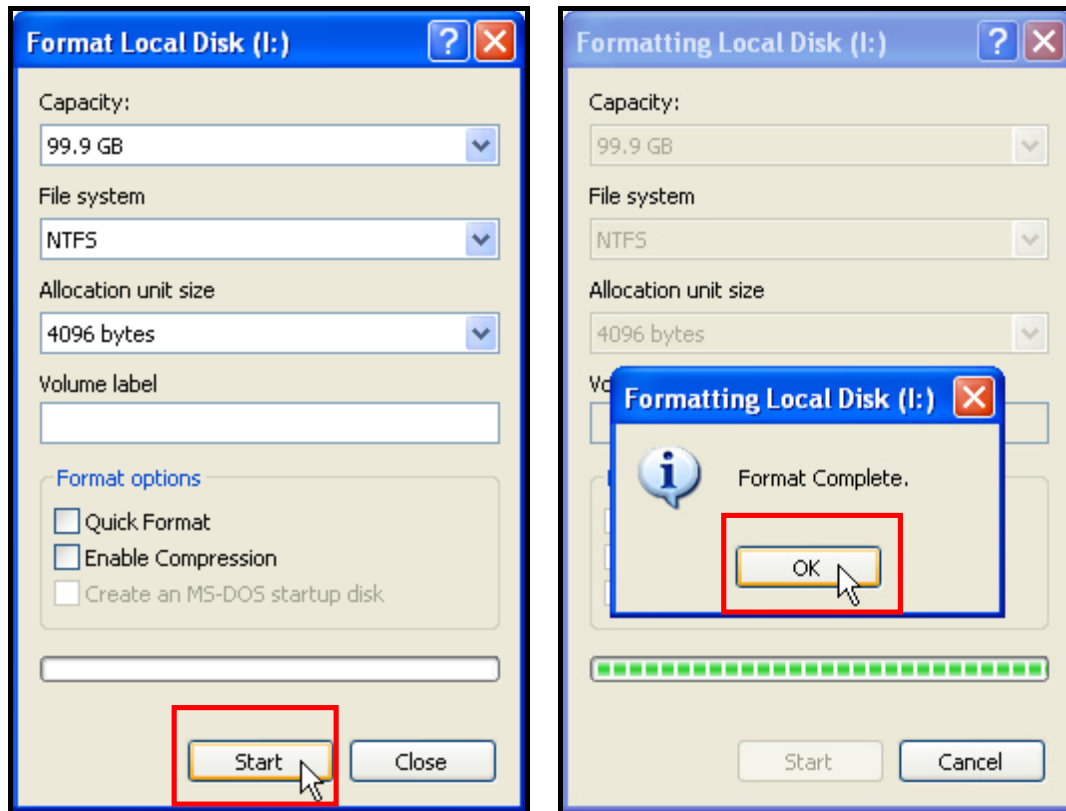 Format Local Disk (I:)
Capacity:
99.9 GB
File system
NTFS
Allocation unit size
4096 bytes
Volume label
Format options
Quick Format
Enable Compression
Create an MS-DOS startup disk
Start
Close
Formatting Local Disk (I:)
Capacity:
99.9 GB
File system
NTFS
Allocation unit size
4096 bytes
Formatting Local Disk (I:)
Format Complete.
OK
Start
Cancel